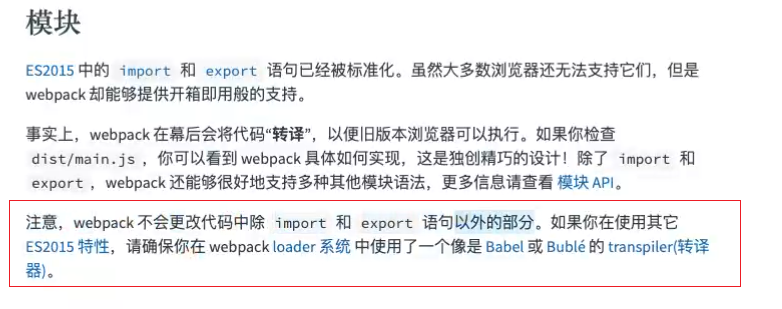 模块
ES2015 中的 import 和 export 语句已经被标准化。虽然大多数浏览器还无法支持它们，但是
webpack 却能够提供开箱即用般的支持。
事实上，webpack 在幕后会将代码“转译”，以便旧版本浏览器可以执行。如果你检查
dist/main.js ，你可以看到 webpack 具体如何实现，这是独创精巧的设计！除了 import 和
export ，webpack 还能够很好地支持多种其他模块语法，更多信息请查看 模块 API。
注意，webpack 不会更改代码中除 import 和 export 语句以外的部分。如果你在使用其它
ES2015 特性，请确保你在 webpack loader 系统 中使用了一个像是 Babel 或 Bublé 的 transpiler(转译
器)。